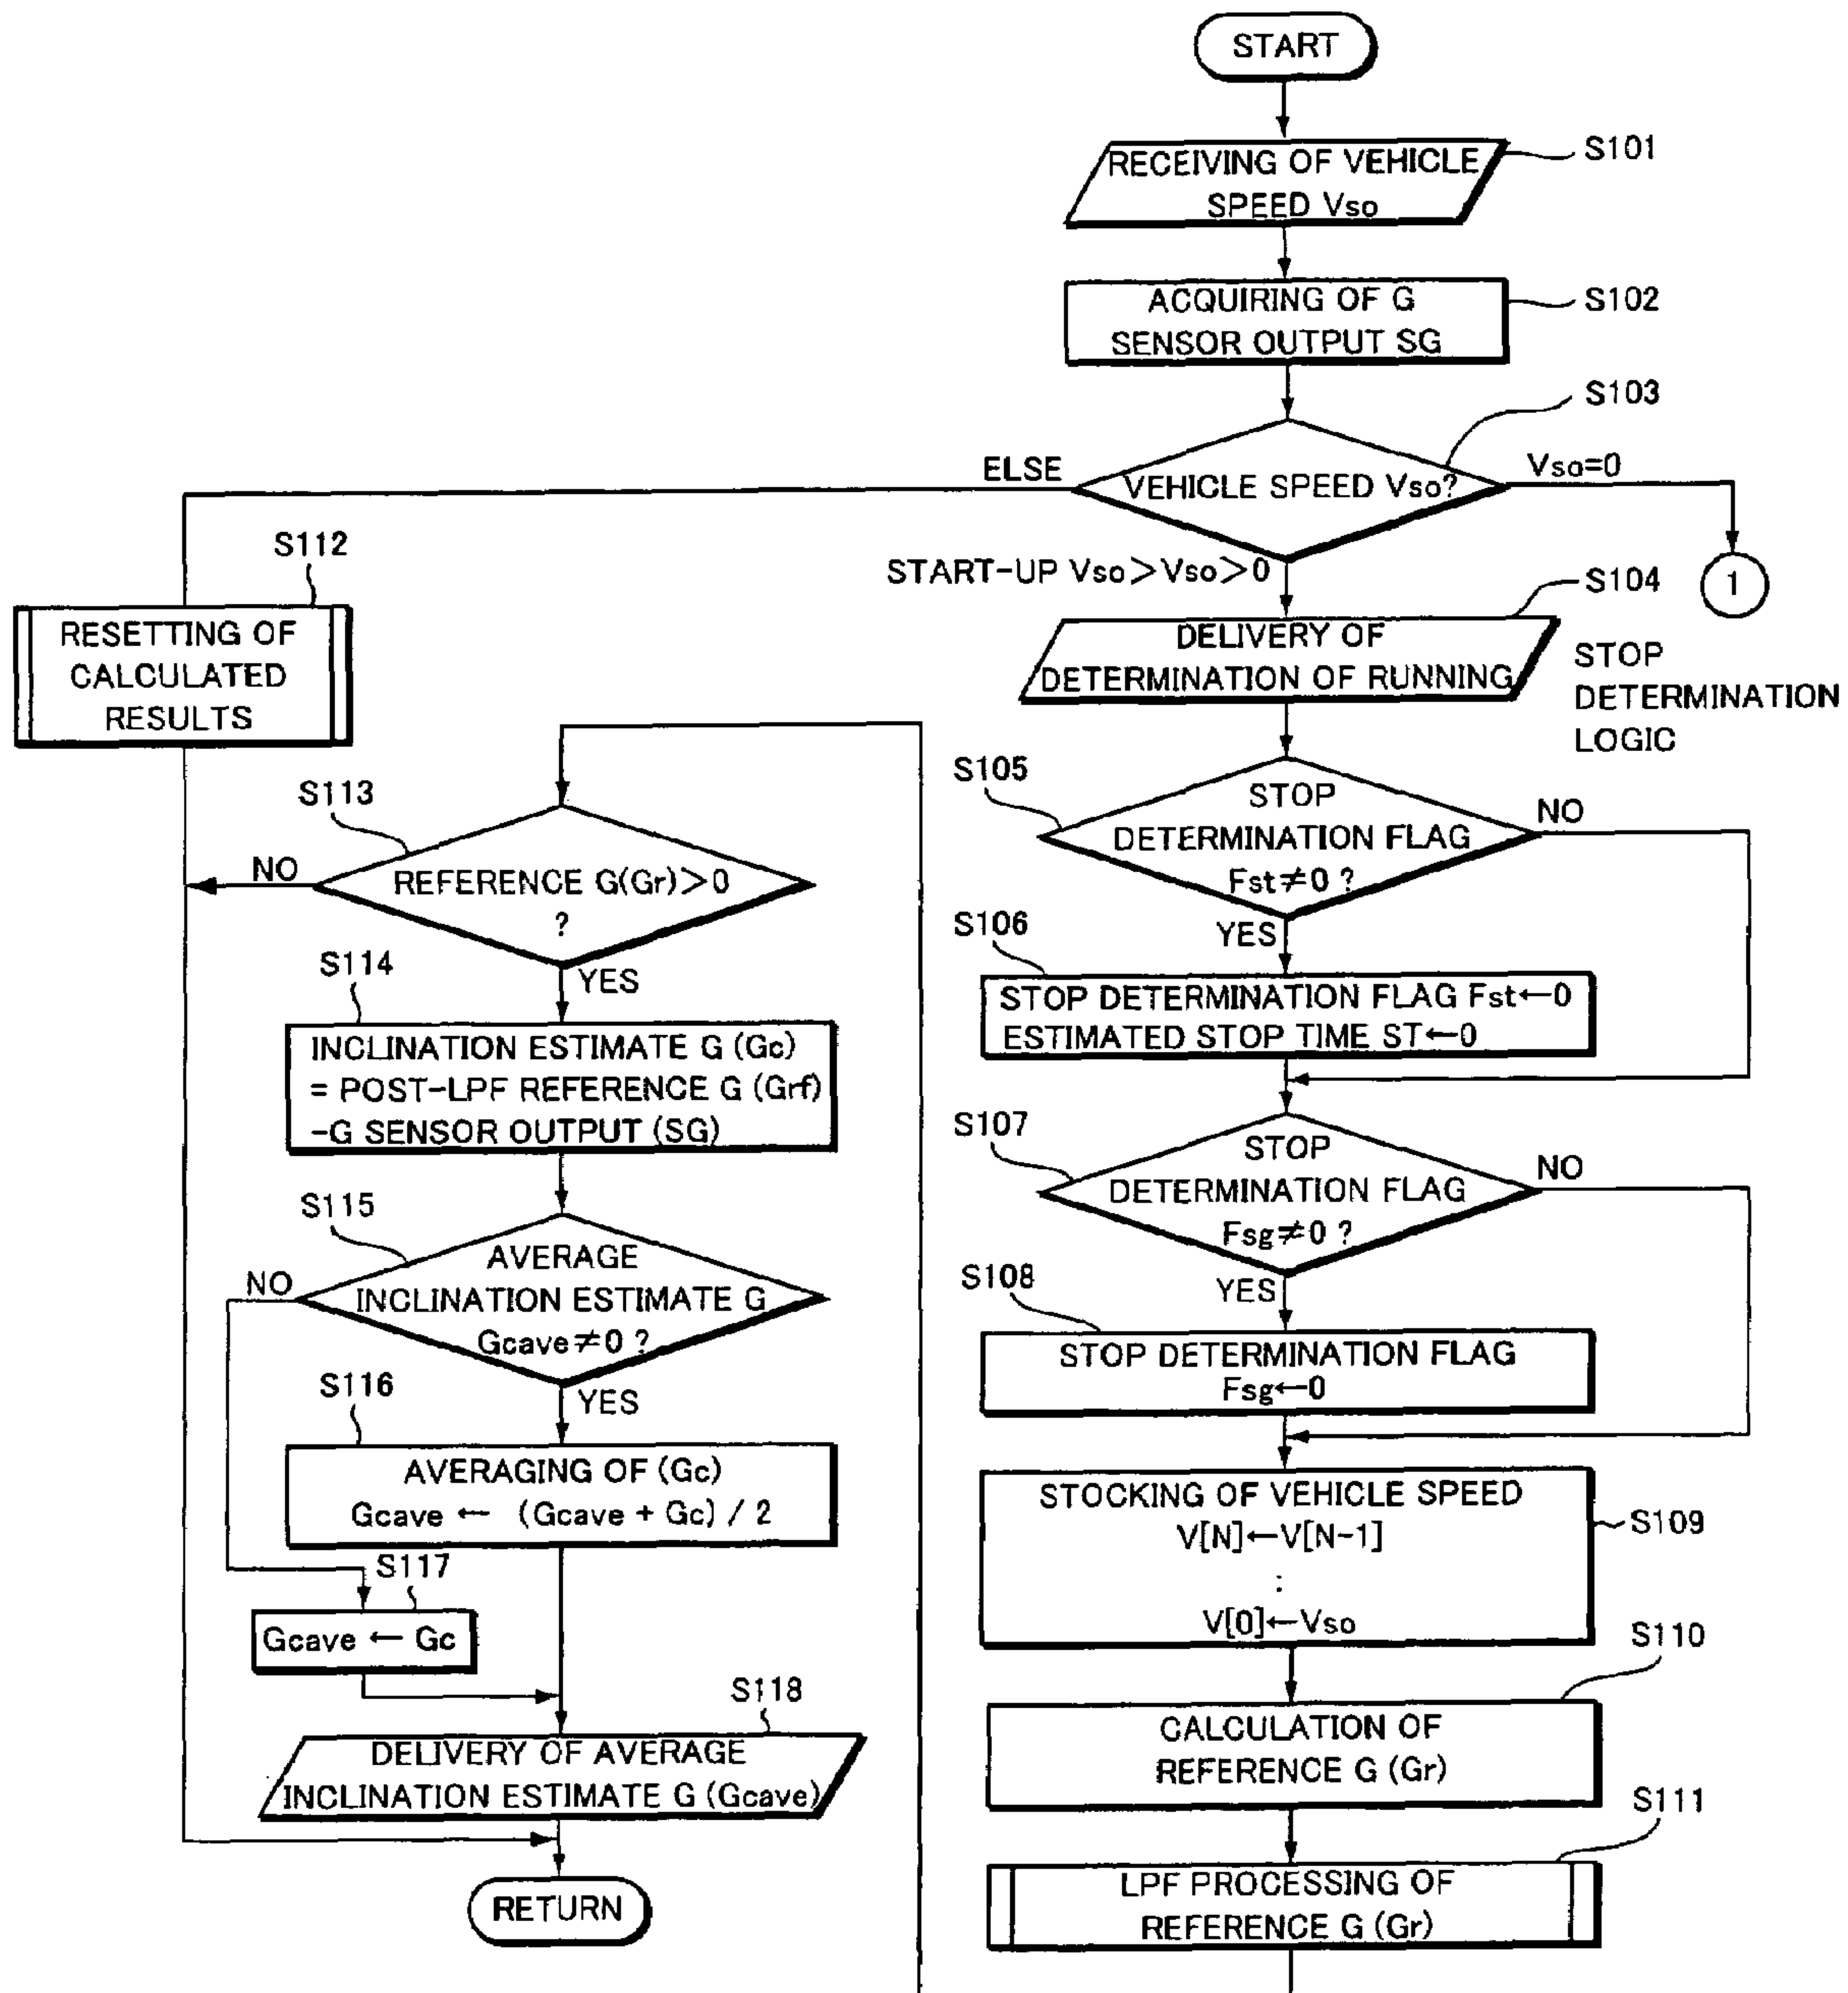 START
RECEIVING OF VEHICLE
SPEED Vso
S101
ACQUIRING OF G
SENSOR OUTPUT SG
S102
S103
VEHICLE SPEED Vso?
ELSE
Vso=0
1
STOP
DETERMINATION
LOGIC
START-UP Vso>Vso>0
S104
DELIVERY OF
DETERMINATION OF RUNNING
S105
STOP
DETERMINATION FLAG
Fst≠0 ?
NO
YES
S106
STOP DETERMINATION FLAG Fst←0
ESTIMATED STOP TIME ST←0
S107
STOP
DETERMINATION FLAG
Fsg≠0 ?
NO
YES
S108
STOP DETERMINATION FLAG
Fsg←0
STOCKING OF VEHICLE SPEED
V[N]←V[N-1]
:
V[0]←Vso
S109
S110
CALCULATION OF
REFERENCE G (Gr)
S111
LPF PROCESSING OF
REFERENCE G (Gr)
S112
RESETTING OF
CALCULATED
RESULTS
S113
REFERENCE G(Gr)>0
?
NO
YES
S114
INCLINATION ESTIMATE G (Gc)
= POST-LPF REFERENCE G (Grf)
-G SENSOR OUTPUT (SG)
S115
AVERAGE
INCLINATION ESTIMATE G
Gcave≠0 ?
NO
YES
S116
AVERAGING OF (Gc)
Gcave ← (Gcave + Gc) / 2
S117
Gcave ← Gc
S118
DELIVERY OF AVERAGE
INCLINATION ESTIMATE G (Gcave)
RETURN